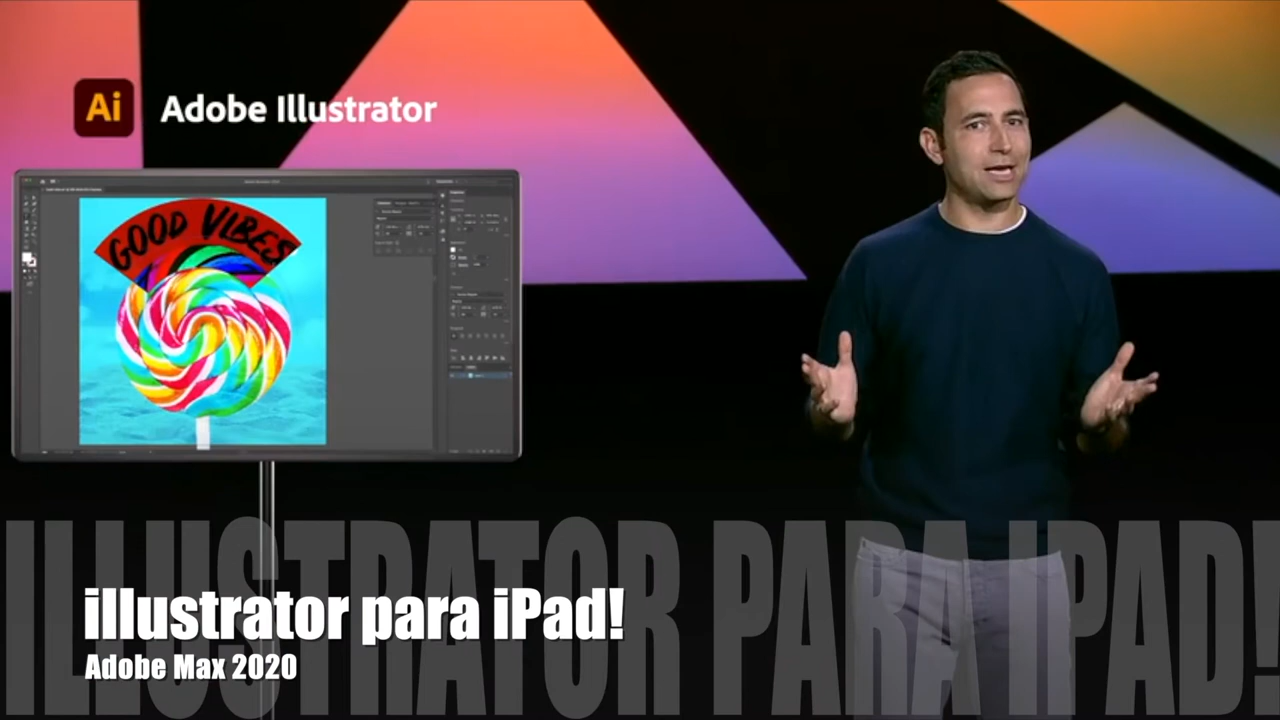 Ai Adobe Illustrator
GOOD VIBES
ILLUSTRATOR PARA IPAD!
illustrator para iPad!
Adobe Max 2020